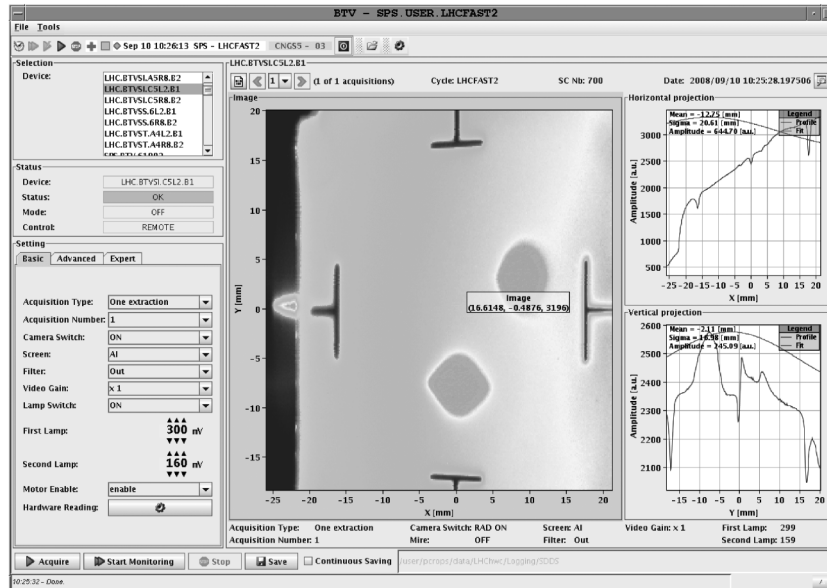 BTV - SPS.USER.LHCFAST2
File Tools
Sep 10 10:26:13 SPS - LHCFAST2 CNGS5 - 03
Selection
Device:
LHC.BTVSI.A5R8.B2
LHC.BTVSI.C5L2.B1
LHC.BTVSI.C5R8.B2
LHC.BTVSS.6L2.B1
LHC.BTVSS.6R8.B2
LHC.BTVST.A4L2.B1
LHC.BTVST.A4R8.B2
Status
Device: LHC.BTVSI.C5L2.B1
Status: OK
Mode: OFF
Control: REMOTE
Setting
Basic Advanced Expert
Acquisition Type: One extraction
Acquisition Number: 1
Camera Switch: ON
Screen: Al
Filter: Out
Video Gain: x 1
Lamp Switch: ON
First Lamp: 300 mV
Second Lamp: 160 mV
Motor Enable: enable
Hardware Reading:
LHC.BTVSI.C5L2.B1
1 (1 of 1 acquisitions) Cycle: LHCFAST2 SC Nb: 700 Date: 2008/09/10 10:25:28.197506
Image
20
15
10
5
0
-5
-10
-15
Y [mm]
-25 -20 -15 -10 -5 0 5 10 15 20
X [mm]
Image
(16.6148, -0.4876, 3196)
Horizontal projection
Mean = -12.75 [mm]
Sigma = 20.61 [mm]
Amplitude = 644.70 [a.u.]
Legend
Profile
Fit
3000
2500
2000
1500
1000
500
Amplitude [a.u.]
-25 -20 -15 -10 -5 0 5 10 15 20
X [mm]
Vertical projection
Mean = -2.11 [mm]
Sigma = 16.98 [mm]
Amplitude = 245.09 [a.u.]
Legend
Profile
Fit
2600
2500
2400
2300
2200
2100
Amplitude [a.u.]
-15 -10 -5 0 5 10 15 20
Y [mm]
Acquisition Type: One extraction Camera Switch: RAD ON Screen: Al Video Gain: x 1 First Lamp: 299
Acquisition Number: 1 Mire: OFF Filter: Out Second Lamp: 159
Acquire Start Monitoring Stop Save Continuous Saving /user/pcrops/data/LHChwc/Logging/SDDS
10:25:32 - Done.